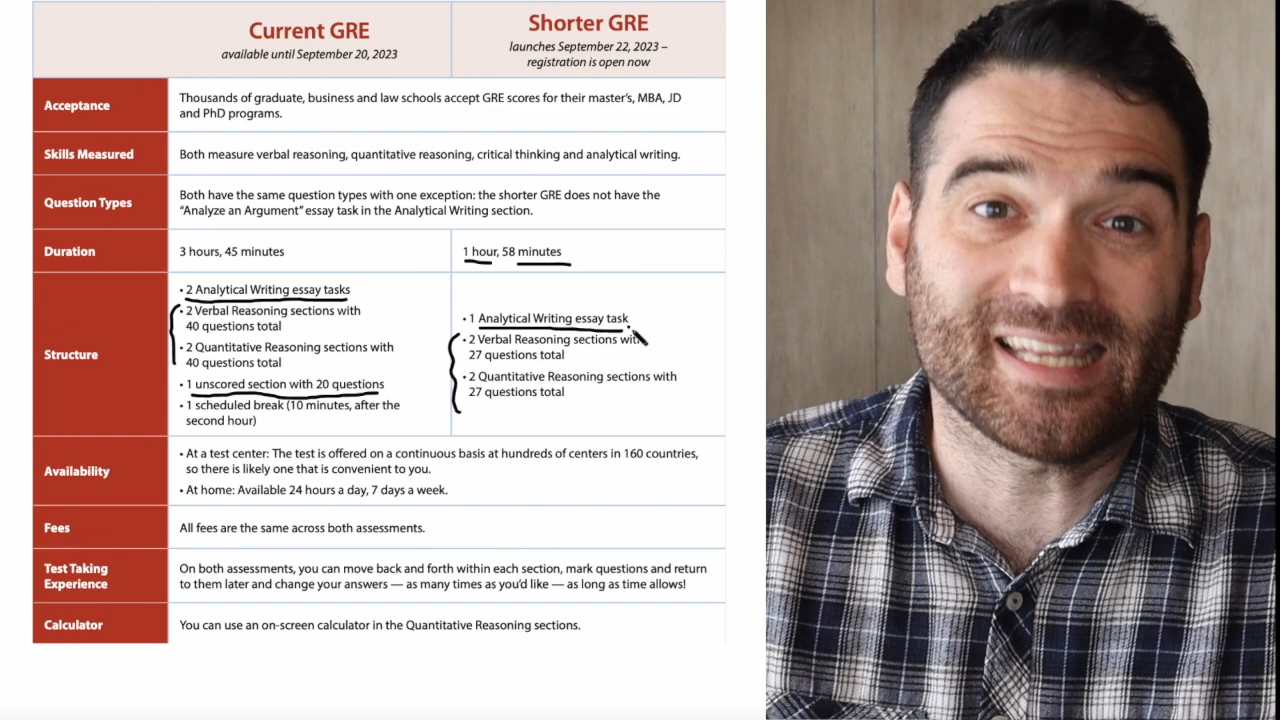 Current GRE
available until September 20, 2023
Shorter GRE
launches September 22, 2023 –
registration is open now
Acceptance
Thousands of graduate, business and law schools accept GRE scores for their master's, MBA, JD
and PhD programs.
Skills Measured
Both measure verbal reasoning, quantitative reasoning, critical thinking and analytical writing.
Question Types
Both have the same question types with one exception: the shorter GRE does not have the
“Analyze an Argument” essay task in the Analytical Writing section.
Duration
3 hours, 45 minutes
1 hour, 58 minutes
Structure
• 2 Analytical Writing essay tasks
• 2 Verbal Reasoning sections with
40 questions total
• 2 Quantitative Reasoning sections with
40 questions total
• 1 unscored section with 20 questions
• 1 scheduled break (10 minutes, after the
second hour)
• 1 Analytical Writing essay task
• 2 Verbal Reasoning sections with
27 questions total
• 2 Quantitative Reasoning sections with
27 questions total
Availability
• At a test center: The test is offered on a continuous basis at hundreds of centers in 160 countries,
so there is likely one that is convenient to you.
• At home: Available 24 hours a day, 7 days a week.
Fees
All fees are the same across both assessments.
Test Taking
Experience
On both assessments, you can move back and forth within each section, mark questions and return
to them later and change your answers — as many times as you'd like — as long as time allows!
Calculator
You can use an on-screen calculator in the Quantitative Reasoning sections.